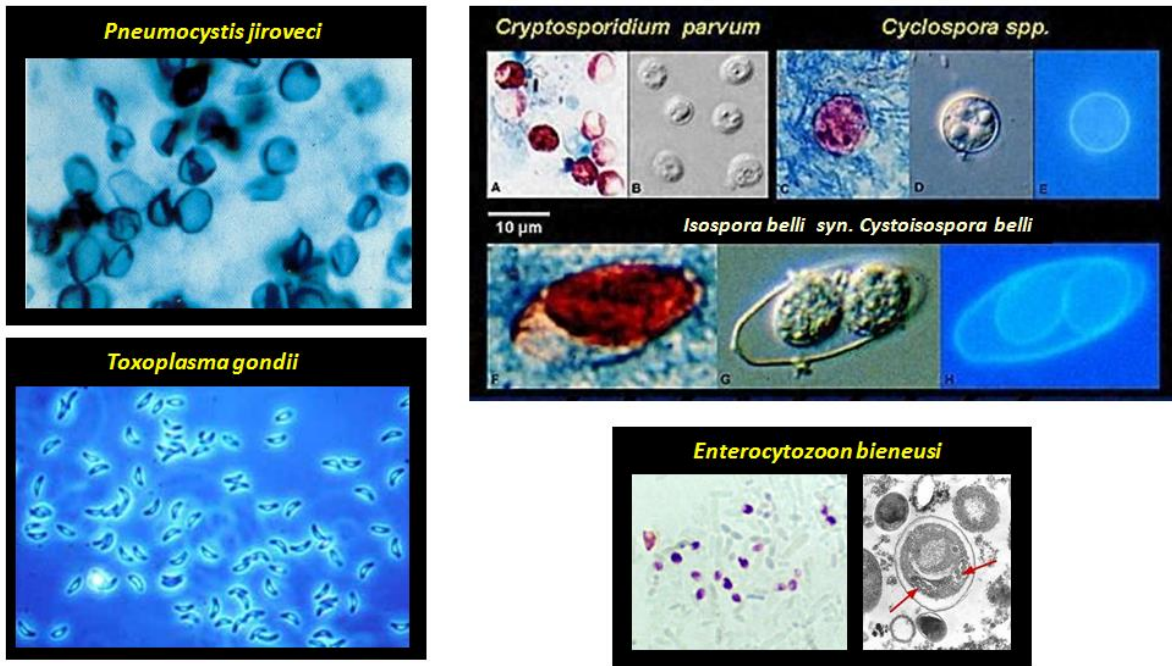 Pneumocystis jiroveci
Cryptosporidium parvum
Cyclospora spp.
A
B
C
D
E
10 µm
Isospora belli syn. Cystoisospora belli
F
G
H
Toxoplasma gondii
Enterocytozoon bieneusi